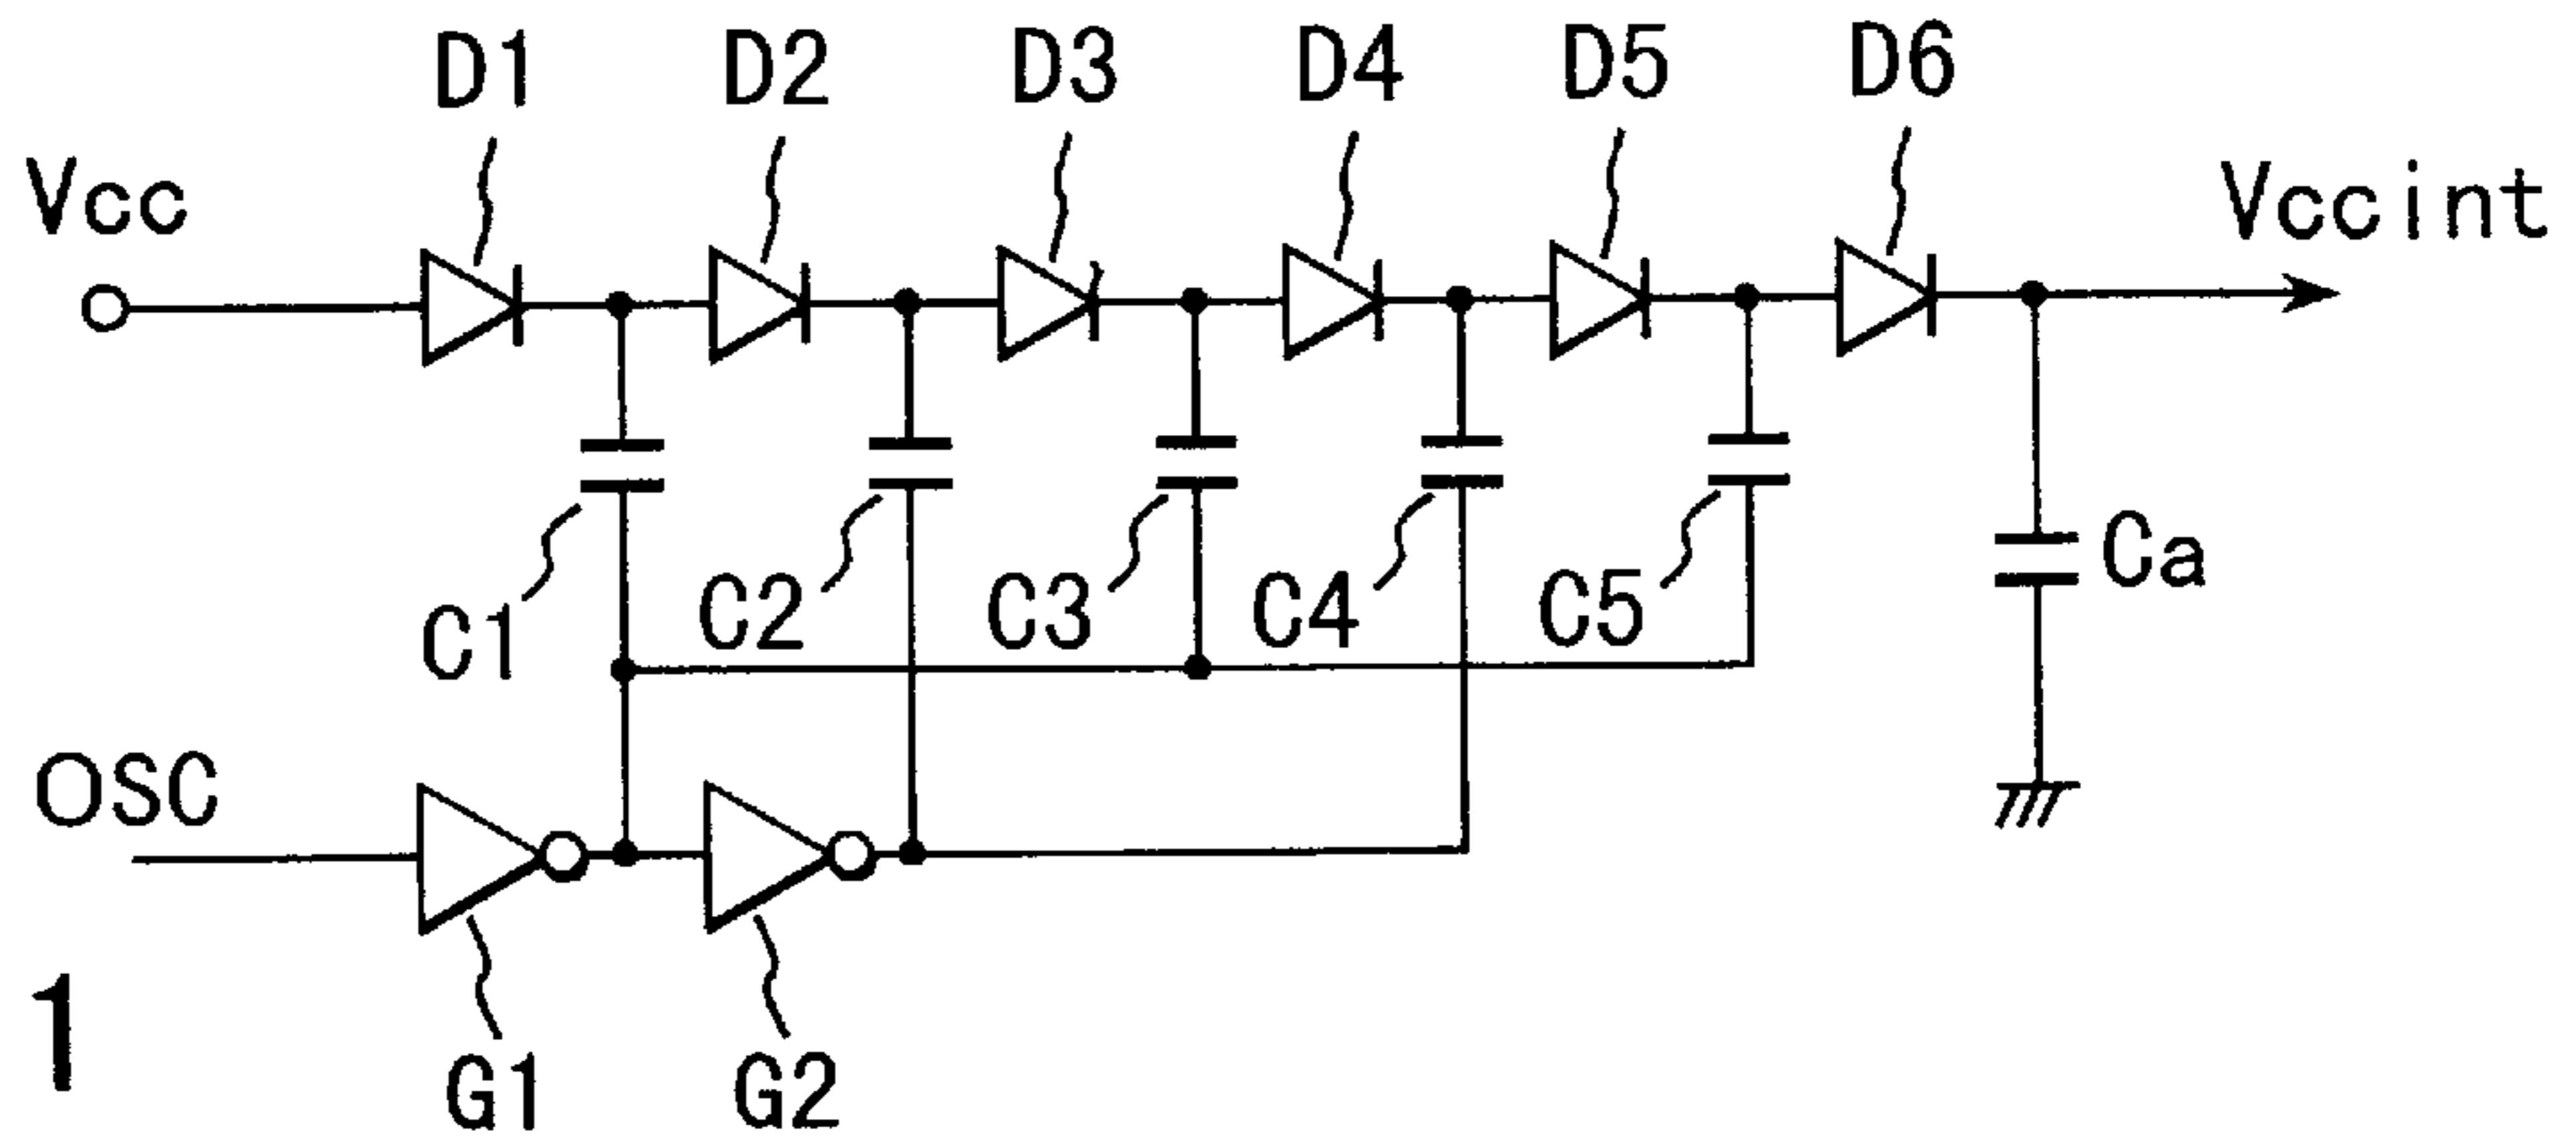 D1 D2 D3 D4 D5 D6
Vcc Vccint
C1 C2 C3 C4 C5 Ca
OSC
1
G1 G2